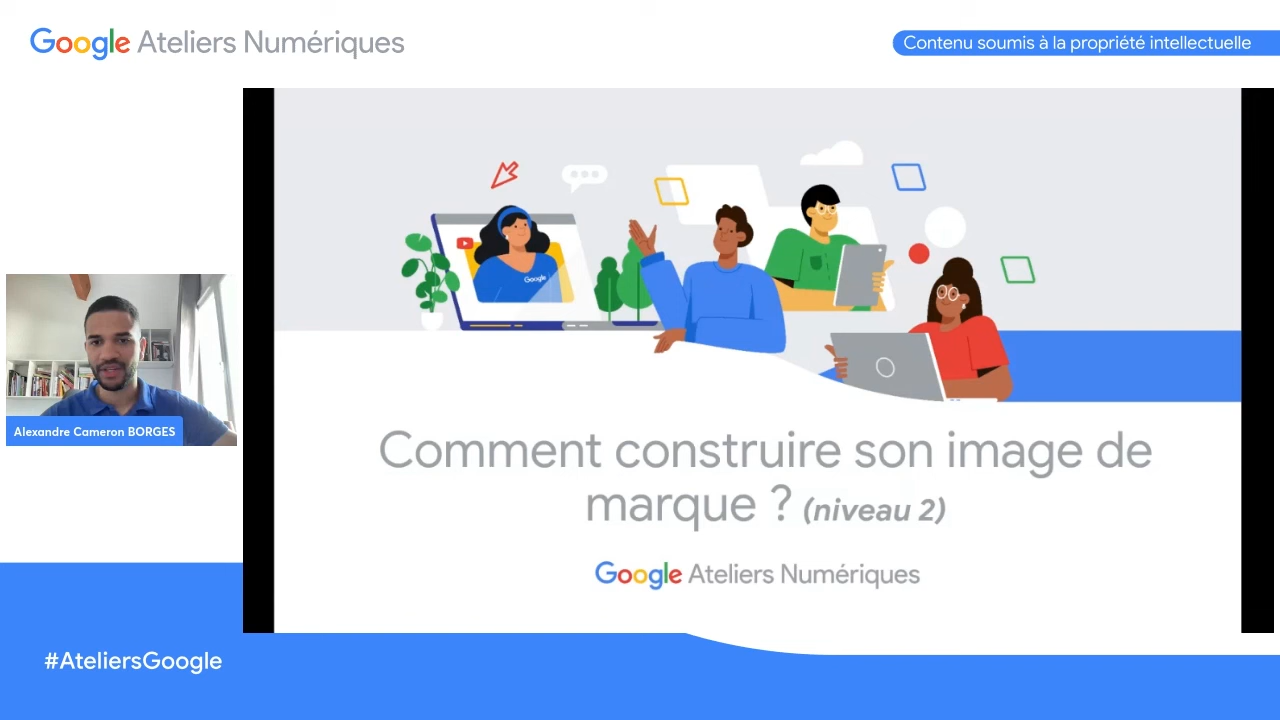 Google Ateliers Numériques
Contenu soumis à la propriété intellectuelle
Google
Alexandre Cameron BORGES
Comment construire son image de
marque ? (niveau 2)
Google Ateliers Numériques
#AteliersGoogle